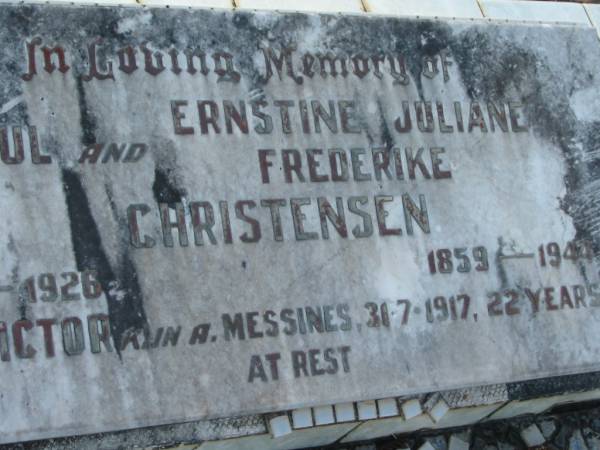 In Loving Memory of
ERNSTINE JULIANE
UL AND FREDERIKE
CHRISTENSEN
1926 1859 — 194
ICTOR A. MESSINES, 31·7·1917, 22 YEARS
AT REST